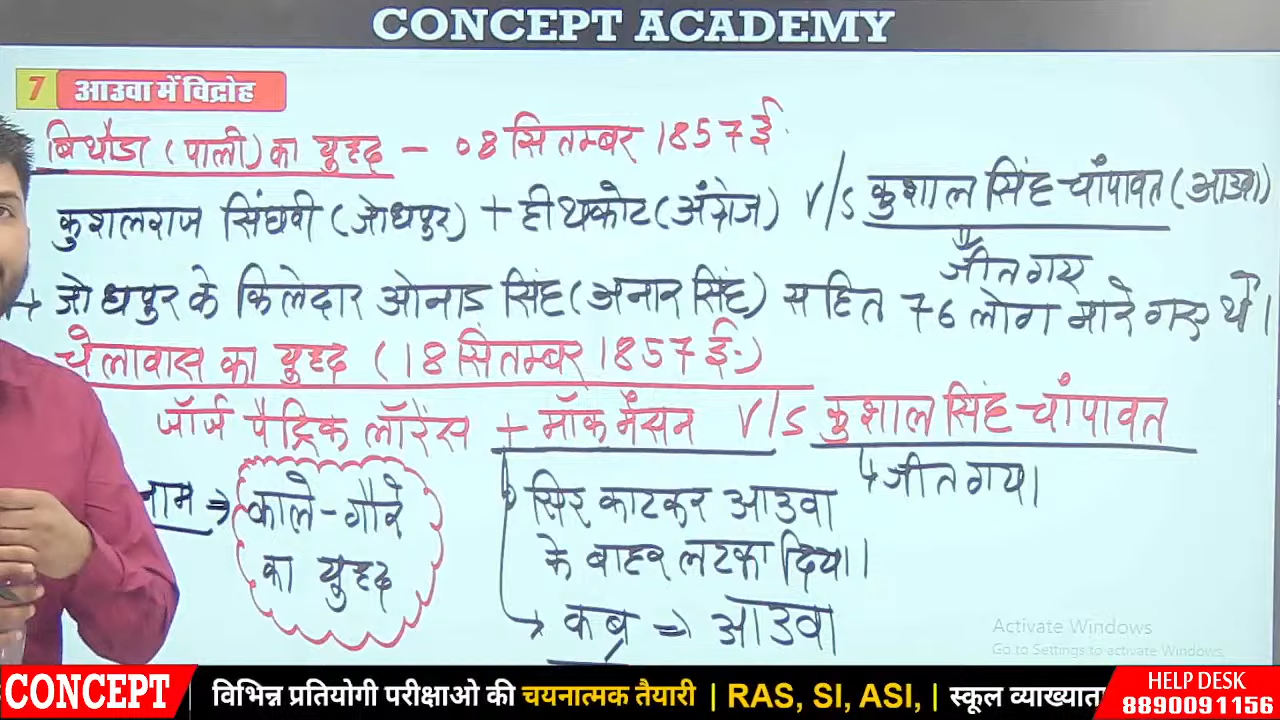 CONCEPT ACADEMY
7 आउवा में विद्रोह
बिथौडा (पाली) का युद्ध - 08 सितम्बर 1857 ई.
कुशालराज सिंघवी (जोधपुर) + हीथकोट (अंग्रेज) V/S कुशाल सिंह चांपावत (आउवा)
जीत गए
→ जोधपुर के किलेदार ओनाड सिंह (अनार सिंह) सहित 76 लोग मारे गए थे।
चेलावास का युद्ध (18 सितम्बर 1857 ई.)
जॉर्ज पैट्रिक लॉरेंस + मॉक मैसन V/S कुशाल सिंह चांपावत
↳ जीत गय।
नाम ⇒ काले-गौरे
का युद्ध
सिर काटकर आउवा
के बाहर लटका दिया।
→ कब्र ⇒ आउवा
Activate Windows
Go to Settings to activate Windows.
CONCEPT
विभिन्न प्रतियोगी परीक्षाओ की चयनात्मक तैयारी | RAS, SI, ASI, | स्कूल व्याख्याता
HELP DESK
8890091156